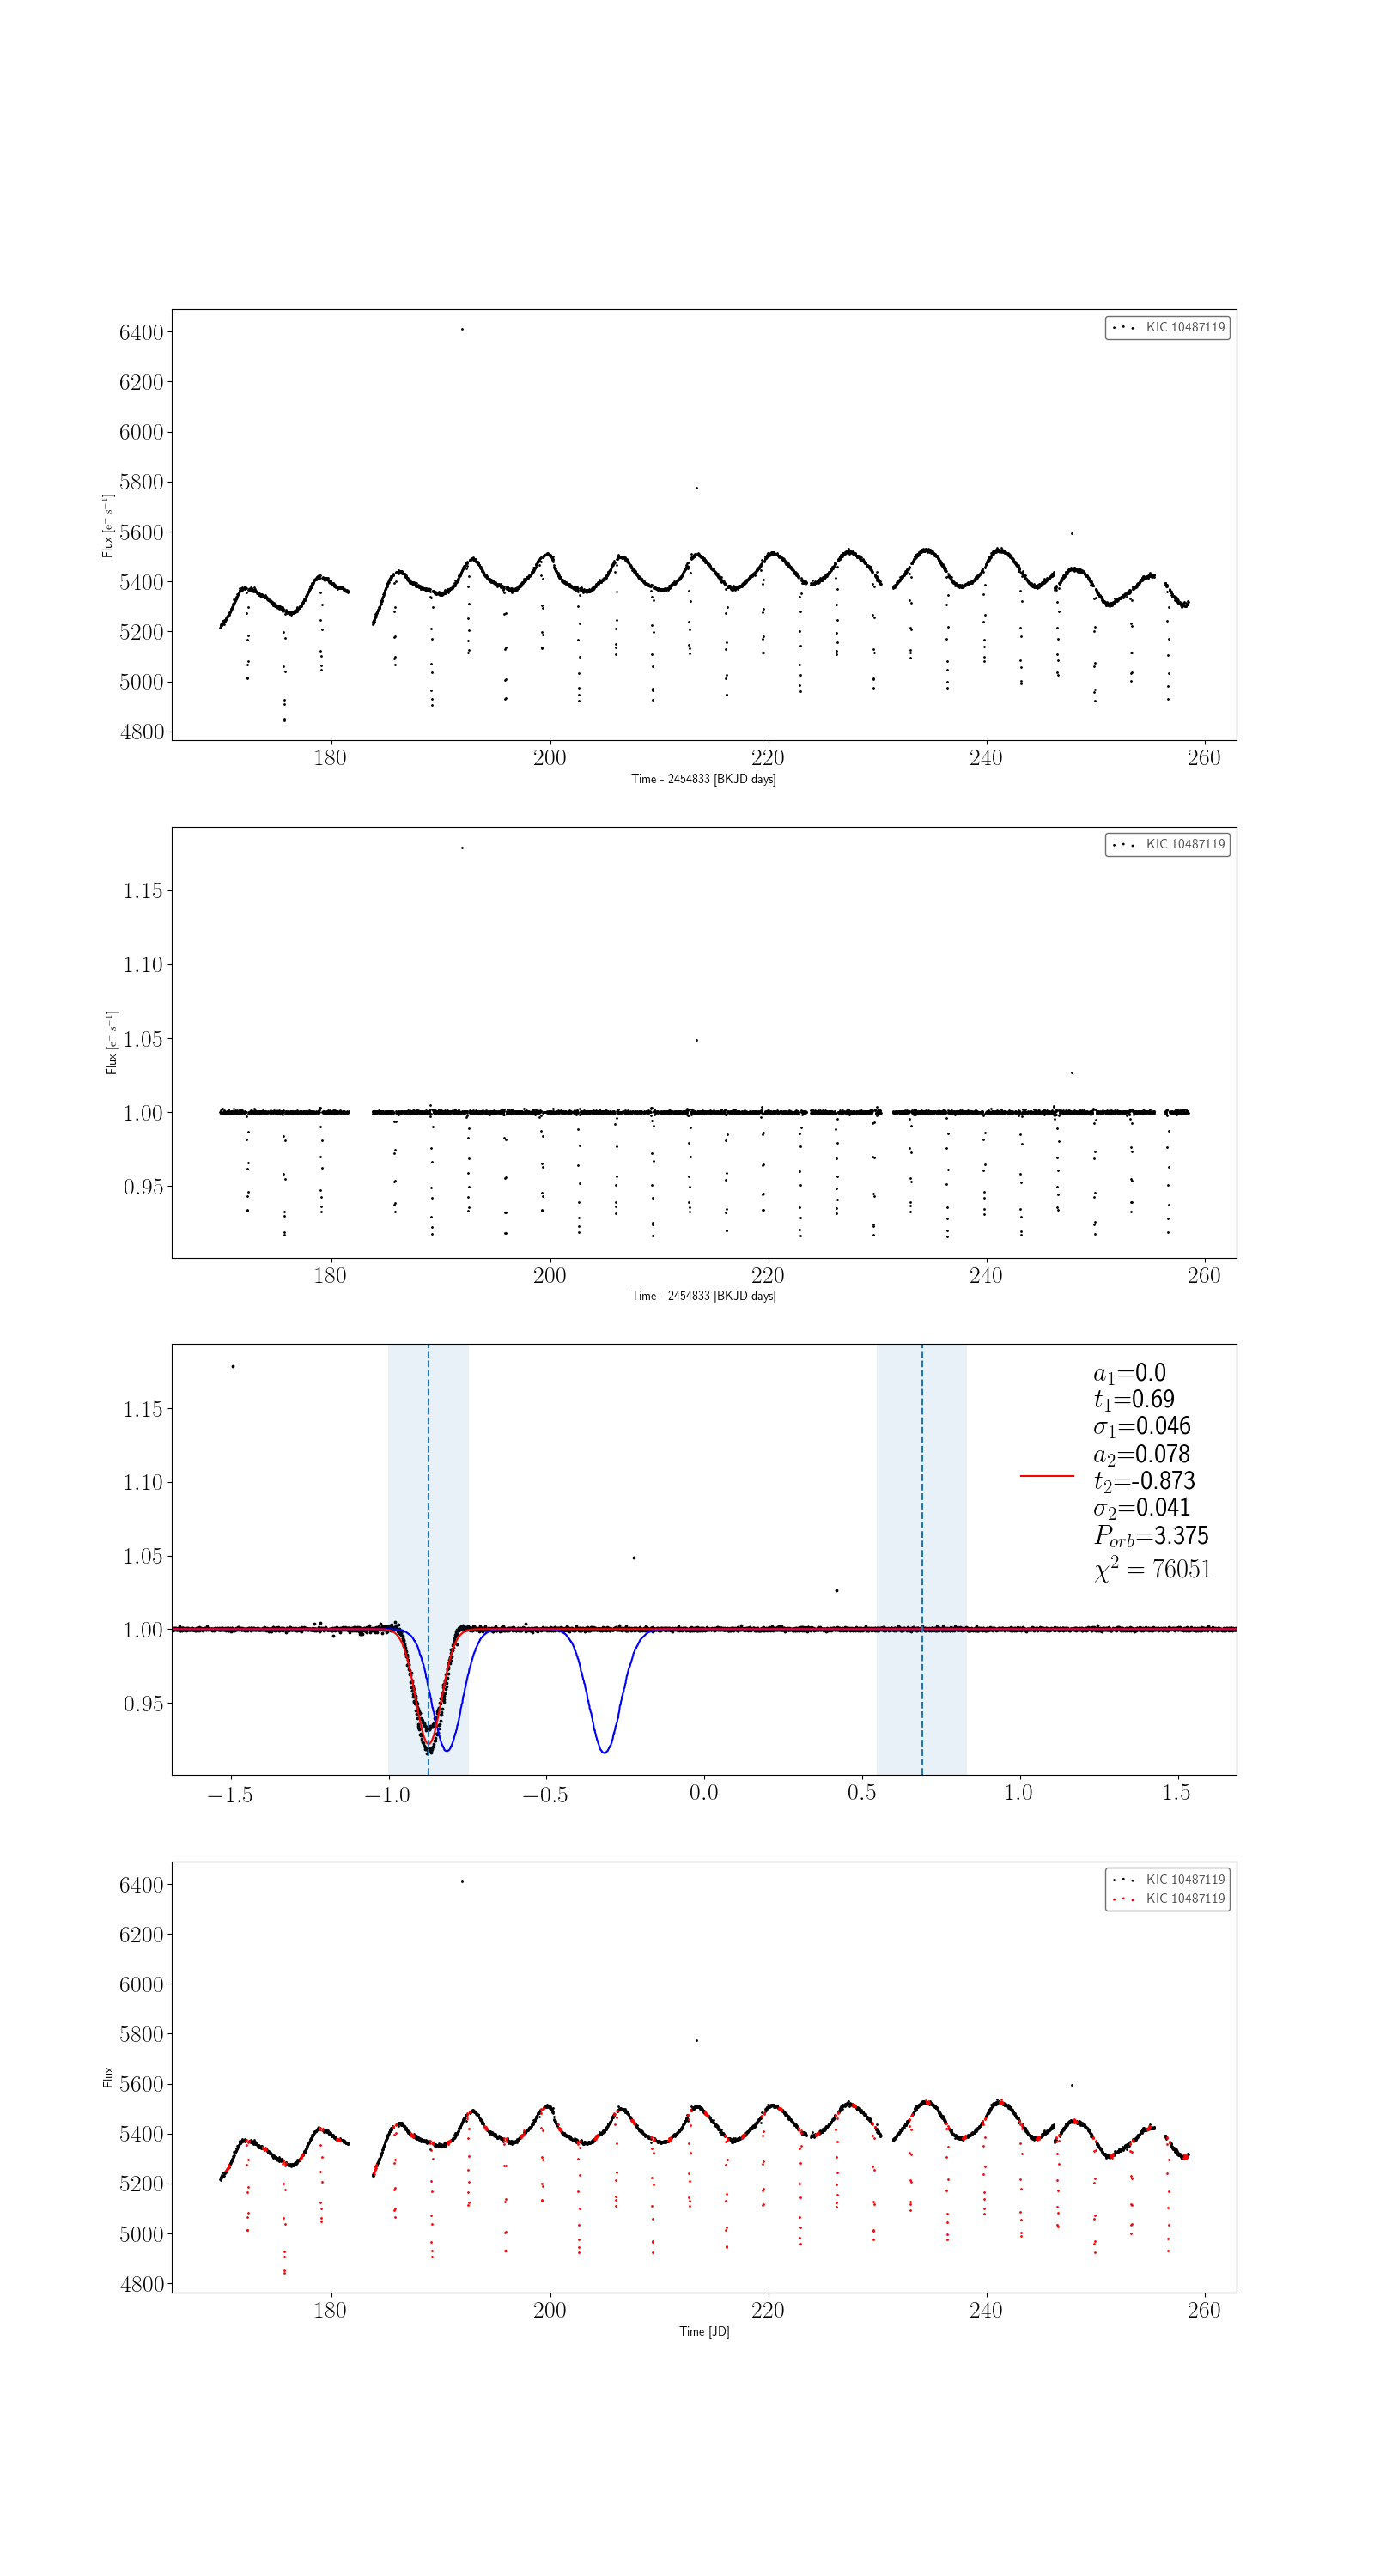 6400
6200
6000
5800
5600
5400
5200
5000
4800
Flux [e⁻ s⁻¹]
KIC 10487119
180 200 220 240 260
Time - 2454833 [BKJD days]
1.15
1.10
1.05
1.00
0.95
Flux [e⁻ s⁻¹]
KIC 10487119
180 200 220 240 260
Time - 2454833 [BKJD days]
1.15
1.10
1.05
1.00
0.95
a₁=0.0
t₁=0.69
σ₁=0.046
a₂=0.078
t₂=-0.873
σ₂=0.041
P_orb=3.375
χ² = 76051
−1.5 −1.0 −0.5 0.0 0.5 1.0 1.5
6400
6200
6000
5800
5600
5400
5200
5000
4800
Flux
KIC 10487119
KIC 10487119
180 200 220 240 260
Time [JD]